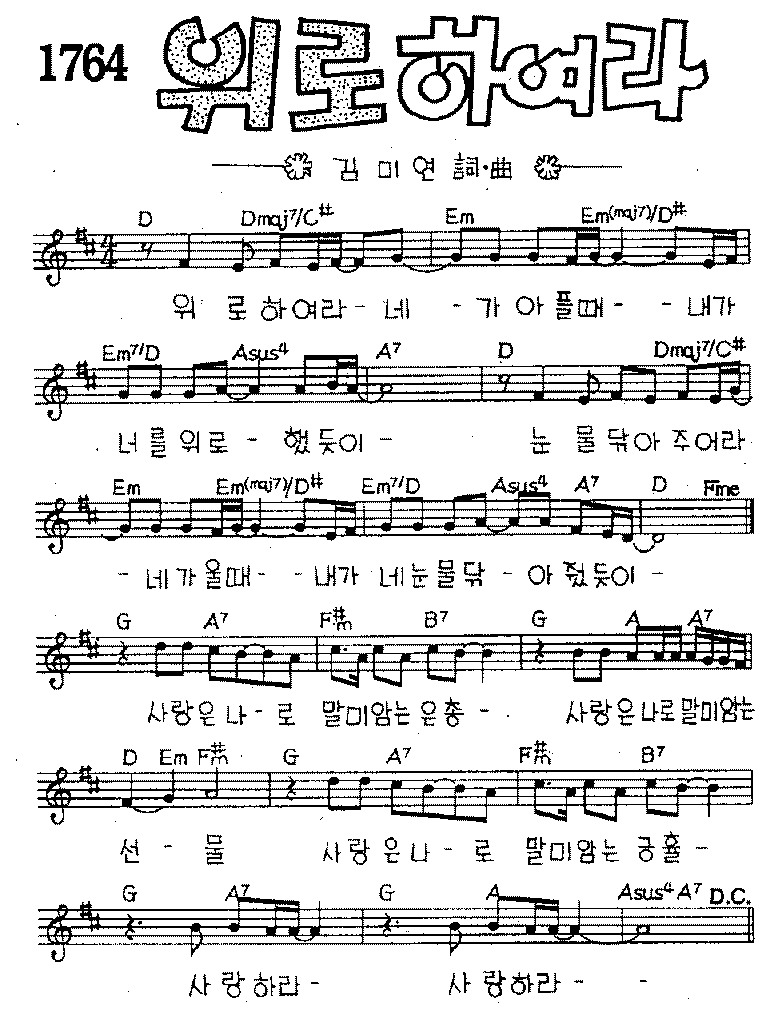 1764 위로하여라
김 미 연 詞·曲
D Dmaj7/C# Em Em(maj7)/D#
위 로 하 여라 - 네 - 가 아 플때 - - 내가
Em7/D Asus4 A7 D Dmaj7/C#
너 를 위 로 - 했 듯이 - 눈 물 닦아 주어라
Em Em(maj7)/D# Em7/D Asus4 A7 D Fine
- 네 가 울때 - - 내가 네눈물닦 - 아 줬 듯이 -
G A7 F#m B7 G A A7
사랑은 나 - 로 말미암는 은 총 - 사랑은 나로말미암는
D Em F#m G A7 F#m B7
선 - 물 사 랑 은 나 - 로 말미암는 긍휼 -
G A7 G A Asus4 A7 D.C.
사 랑 하라 - 사 랑하라 - -